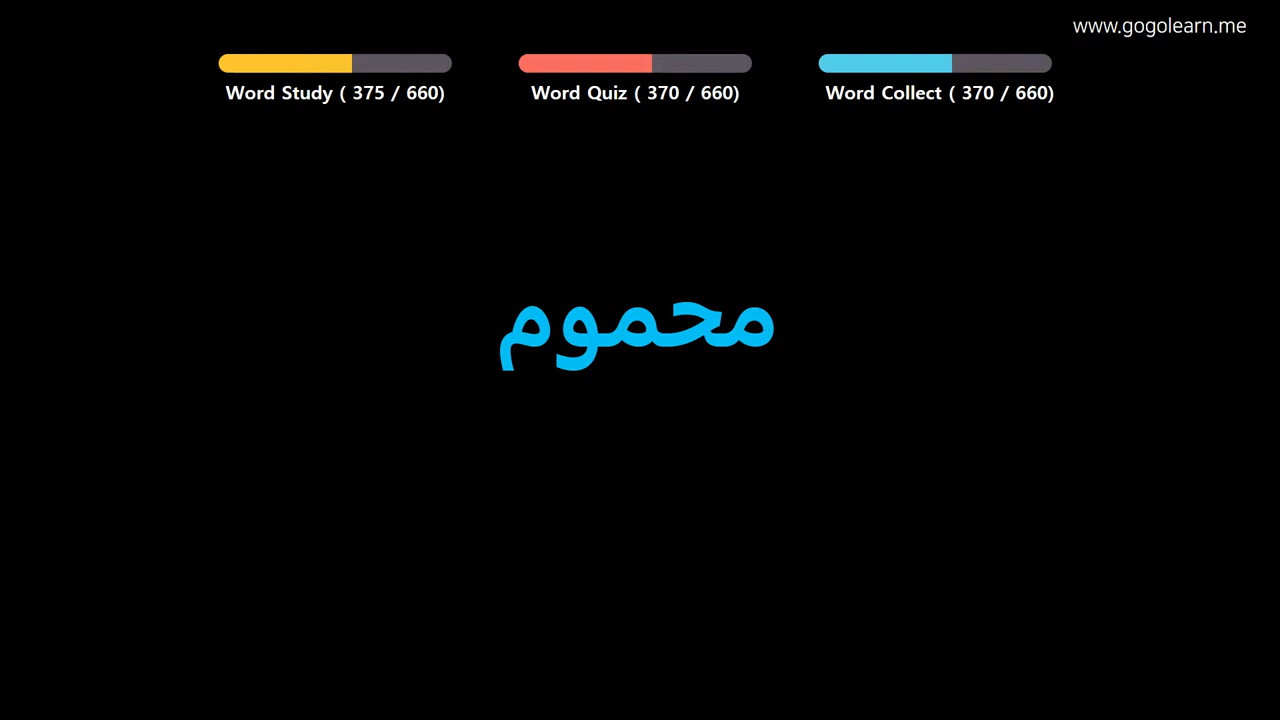 www.gogolearn.me
Word Study ( 375 / 660)
Word Quiz ( 370 / 660)
Word Collect ( 370 / 660)
محموم